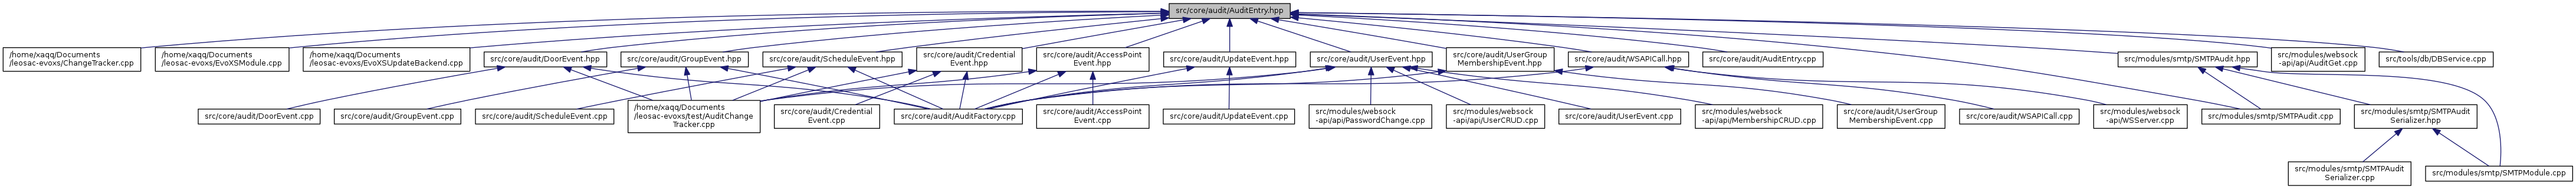 src/core/audit/AuditEntry.hpp
/home/xaqq/Documents
/leosac-evoxs/ChangeTracker.cpp
/home/xaqq/Documents
/leosac-evoxs/EvoXSModule.cpp
/home/xaqq/Documents
/leosac-evoxs/EvoXSUpdateBackend.cpp
src/core/audit/DoorEvent.hpp
src/core/audit/GroupEvent.hpp
src/core/audit/ScheduleEvent.hpp
src/core/audit/Credential
Event.hpp
src/core/audit/AccessPoint
Event.hpp
src/core/audit/UpdateEvent.hpp
src/core/audit/UserEvent.hpp
src/core/audit/UserGroup
MembershipEvent.hpp
src/core/audit/WSAPICall.hpp
src/core/audit/AuditEntry.cpp
src/modules/smtp/SMTPAudit.hpp
src/modules/websock
-api/api/AuditGet.cpp
src/tools/db/DBService.cpp
src/core/audit/DoorEvent.cpp
src/core/audit/GroupEvent.cpp
src/core/audit/ScheduleEvent.cpp
/home/xaqq/Documents
/leosac-evoxs/test/AuditChange
Tracker.cpp
src/core/audit/Credential
Event.cpp
src/core/audit/AuditFactory.cpp
src/core/audit/AccessPoint
Event.cpp
src/core/audit/UpdateEvent.cpp
src/modules/websock
-api/api/PasswordChange.cpp
src/modules/websock
-api/api/UserCRUD.cpp
src/core/audit/UserEvent.cpp
src/modules/websock
-api/api/MembershipCRUD.cpp
src/core/audit/UserGroup
MembershipEvent.cpp
src/core/audit/WSAPICall.cpp
src/modules/websock
-api/WSServer.cpp
src/modules/smtp/SMTPAudit.cpp
src/modules/smtp/SMTPAudit
Serializer.hpp
src/modules/smtp/SMTPAudit
Serializer.cpp
src/modules/smtp/SMTPModule.cpp